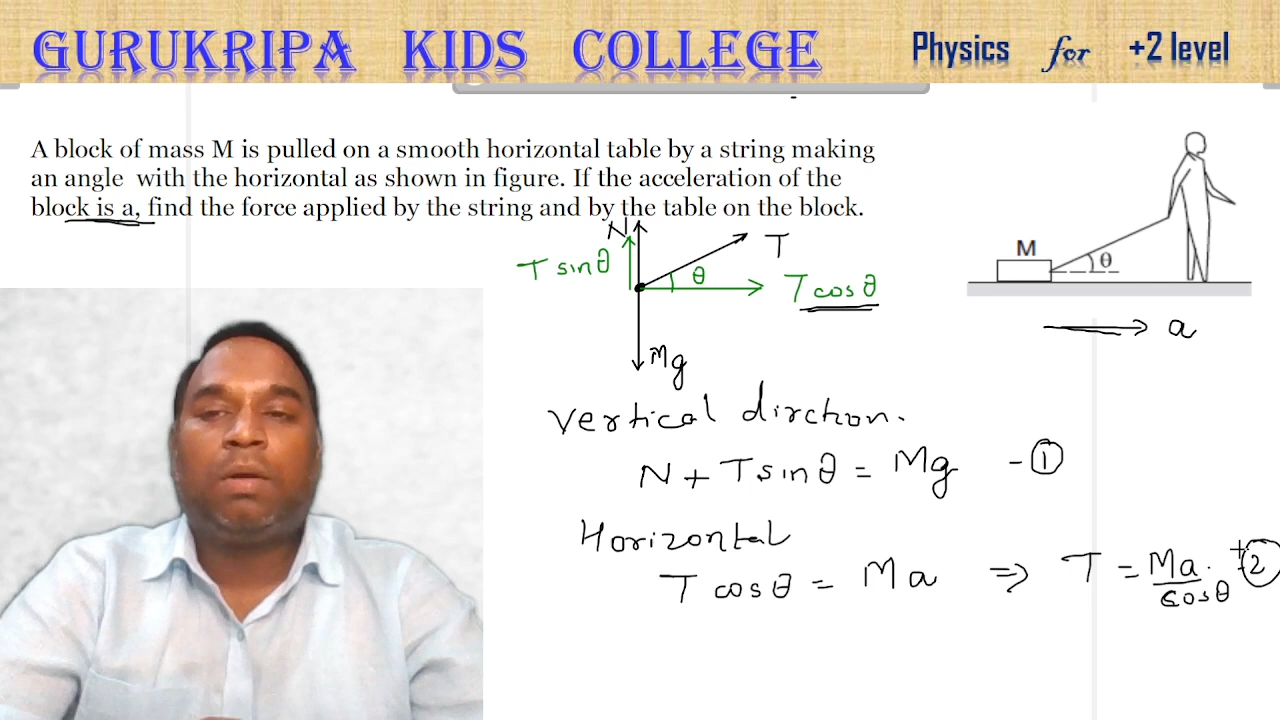 GURUKRIPA KIDS COLLEGE
Physics for +2 level
A block of mass M is pulled on a smooth horizontal table by a string making
an angle with the horizontal as shown in figure. If the acceleration of the
block is a, find the force applied by the string and by the table on the block.
N
T
T sinθ
θ
T cosθ
Mg
M
θ
a
Vertical dirction.
N + T sinθ = Mg - ①
Horizontal
T cosθ = Ma ⇒ T = Ma/cosθ ②